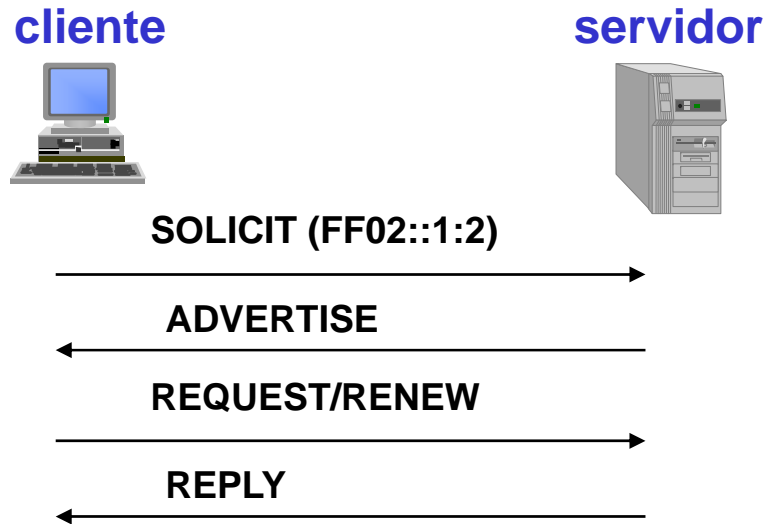 cliente
servidor
SOLICIT (FF02::1:2)
ADVERTISE
REQUEST/RENEW
REPLY